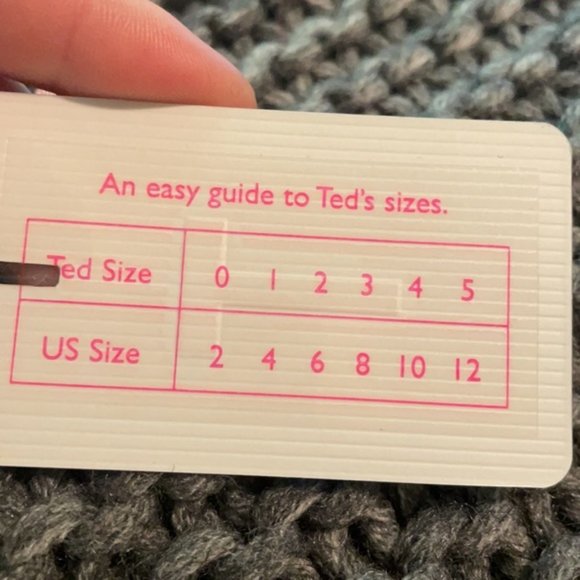 An easy guide to Ted's sizes.
Ted Size 0 1 2 3 4 5
US Size 2 4 6 8 10 12